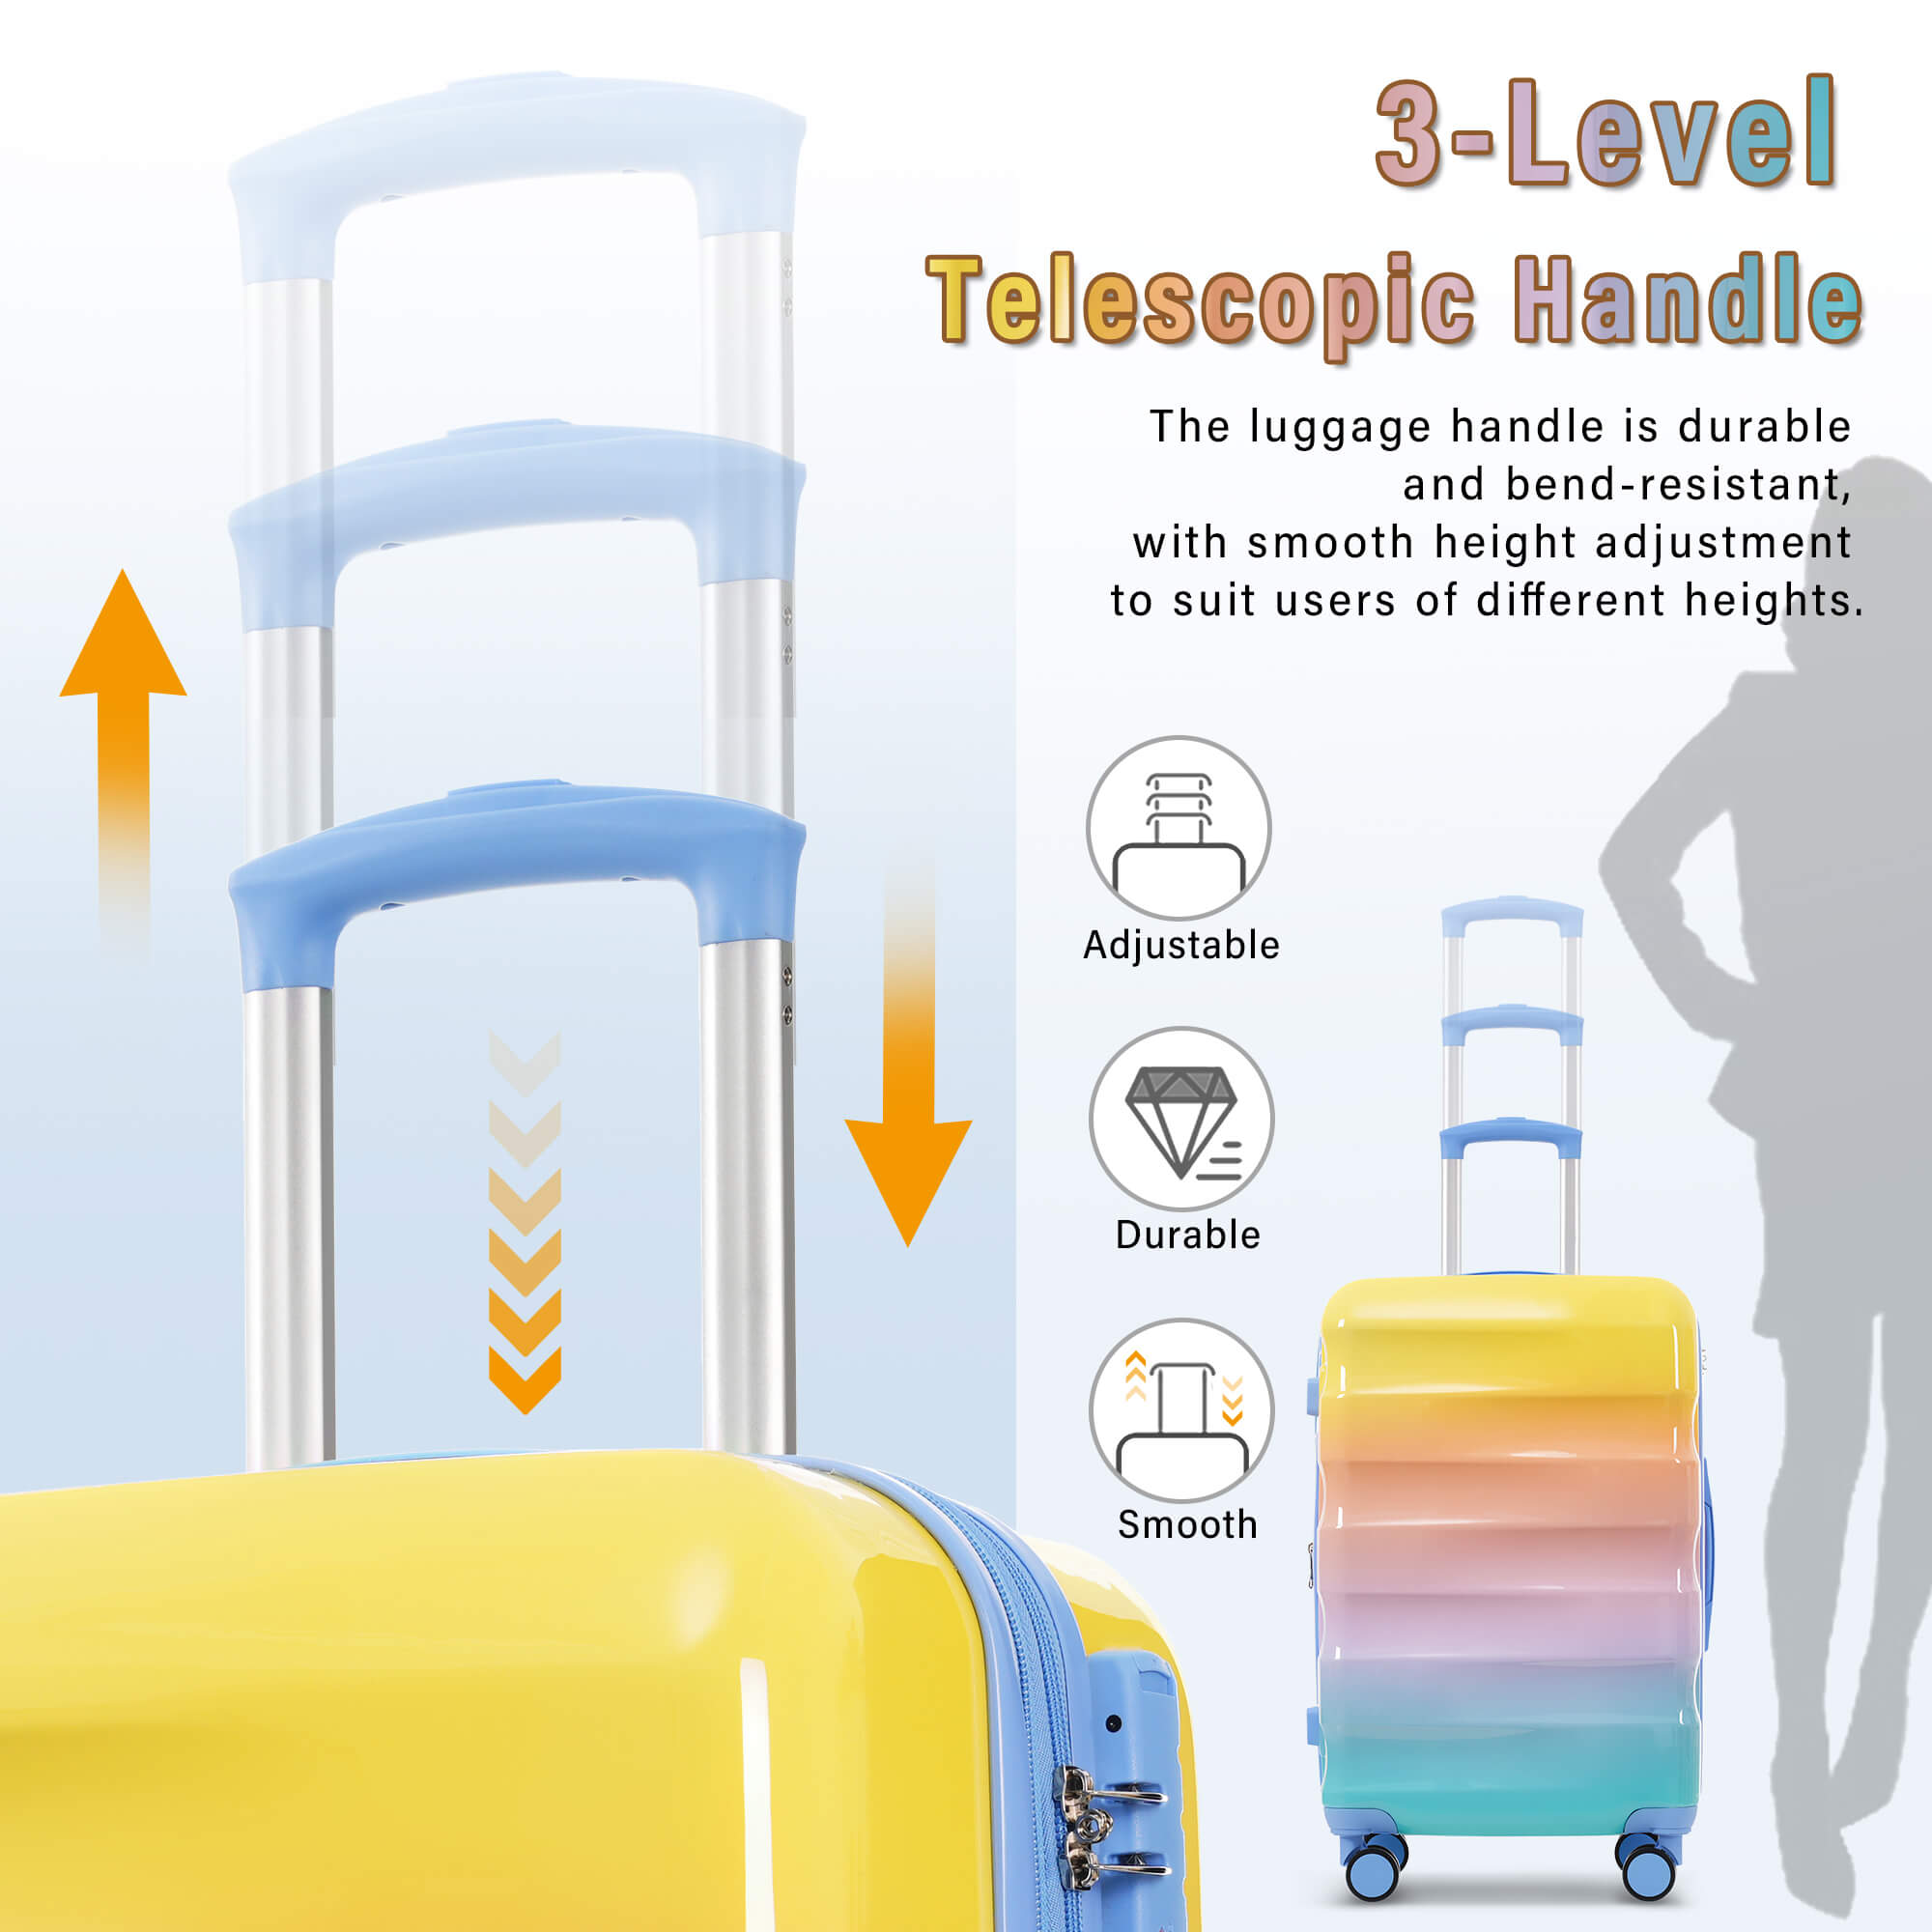 3-Level
Telescopic Handle
The luggage handle is durable
and bend-resistant,
with smooth height adjustment
to suit users of different heights.
Adjustable
Durable
Smooth